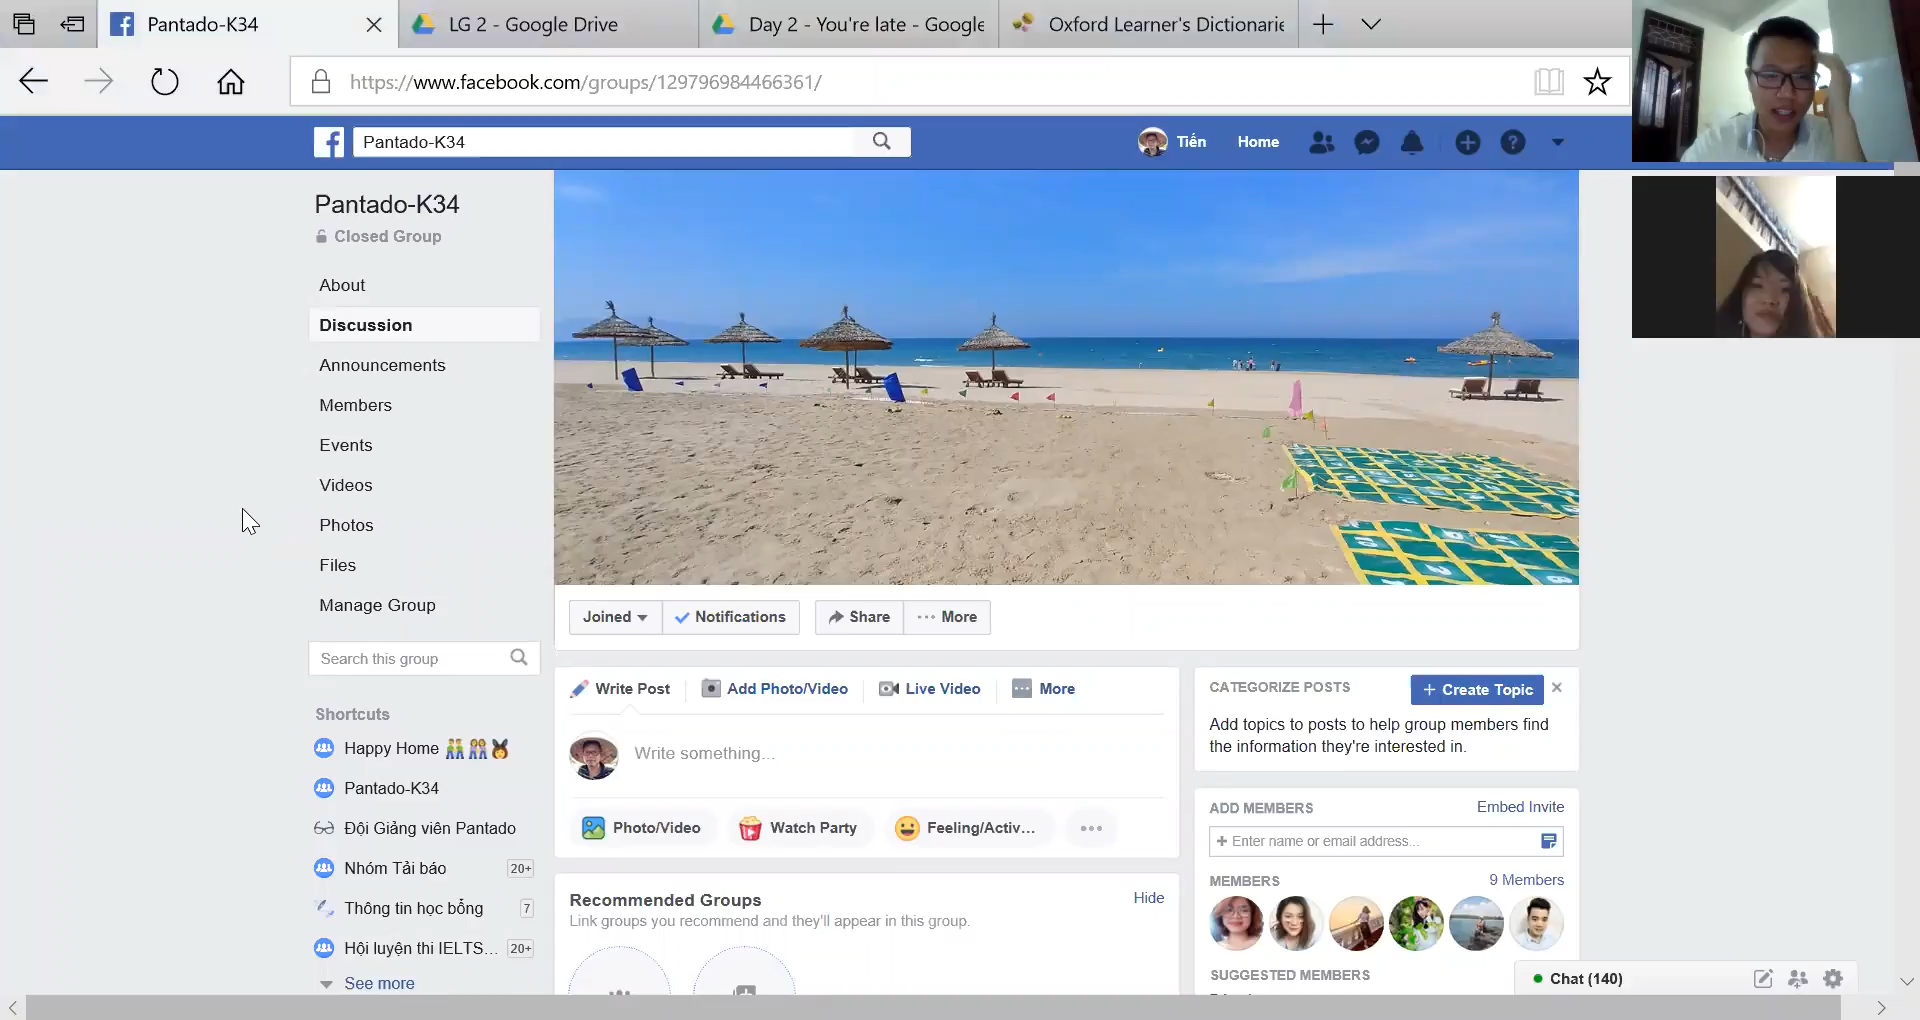 Pantado-K34
LG 2 - Google Drive
Day 2 - You're late - Google
Oxford Learner's Dictionarie
https://www.facebook.com/groups/129796984466361/
Pantado-K34
Tiến
Home
Pantado-K34
Closed Group
About
Discussion
Announcements
Members
Events
Videos
Photos
Files
Manage Group
Search this group
Shortcuts
Happy Home
Pantado-K34
Đội Giảng viên Pantado
Nhóm Tải báo 20+
Thông tin học bổng 7
Hội luyện thi IELTS... 20+
See more
Joined
Notifications
Share
More
Write Post
Add Photo/Video
Live Video
More
Write something...
Photo/Video
Watch Party
Feeling/Activ...
Recommended Groups
Hide
Link groups you recommend and they'll appear in this group.
CATEGORIZE POSTS
+ Create Topic
Add topics to posts to help group members find
the information they're interested in.
ADD MEMBERS
Embed Invite
+ Enter name or email address...
MEMBERS
9 Members
SUGGESTED MEMBERS
Chat (140)